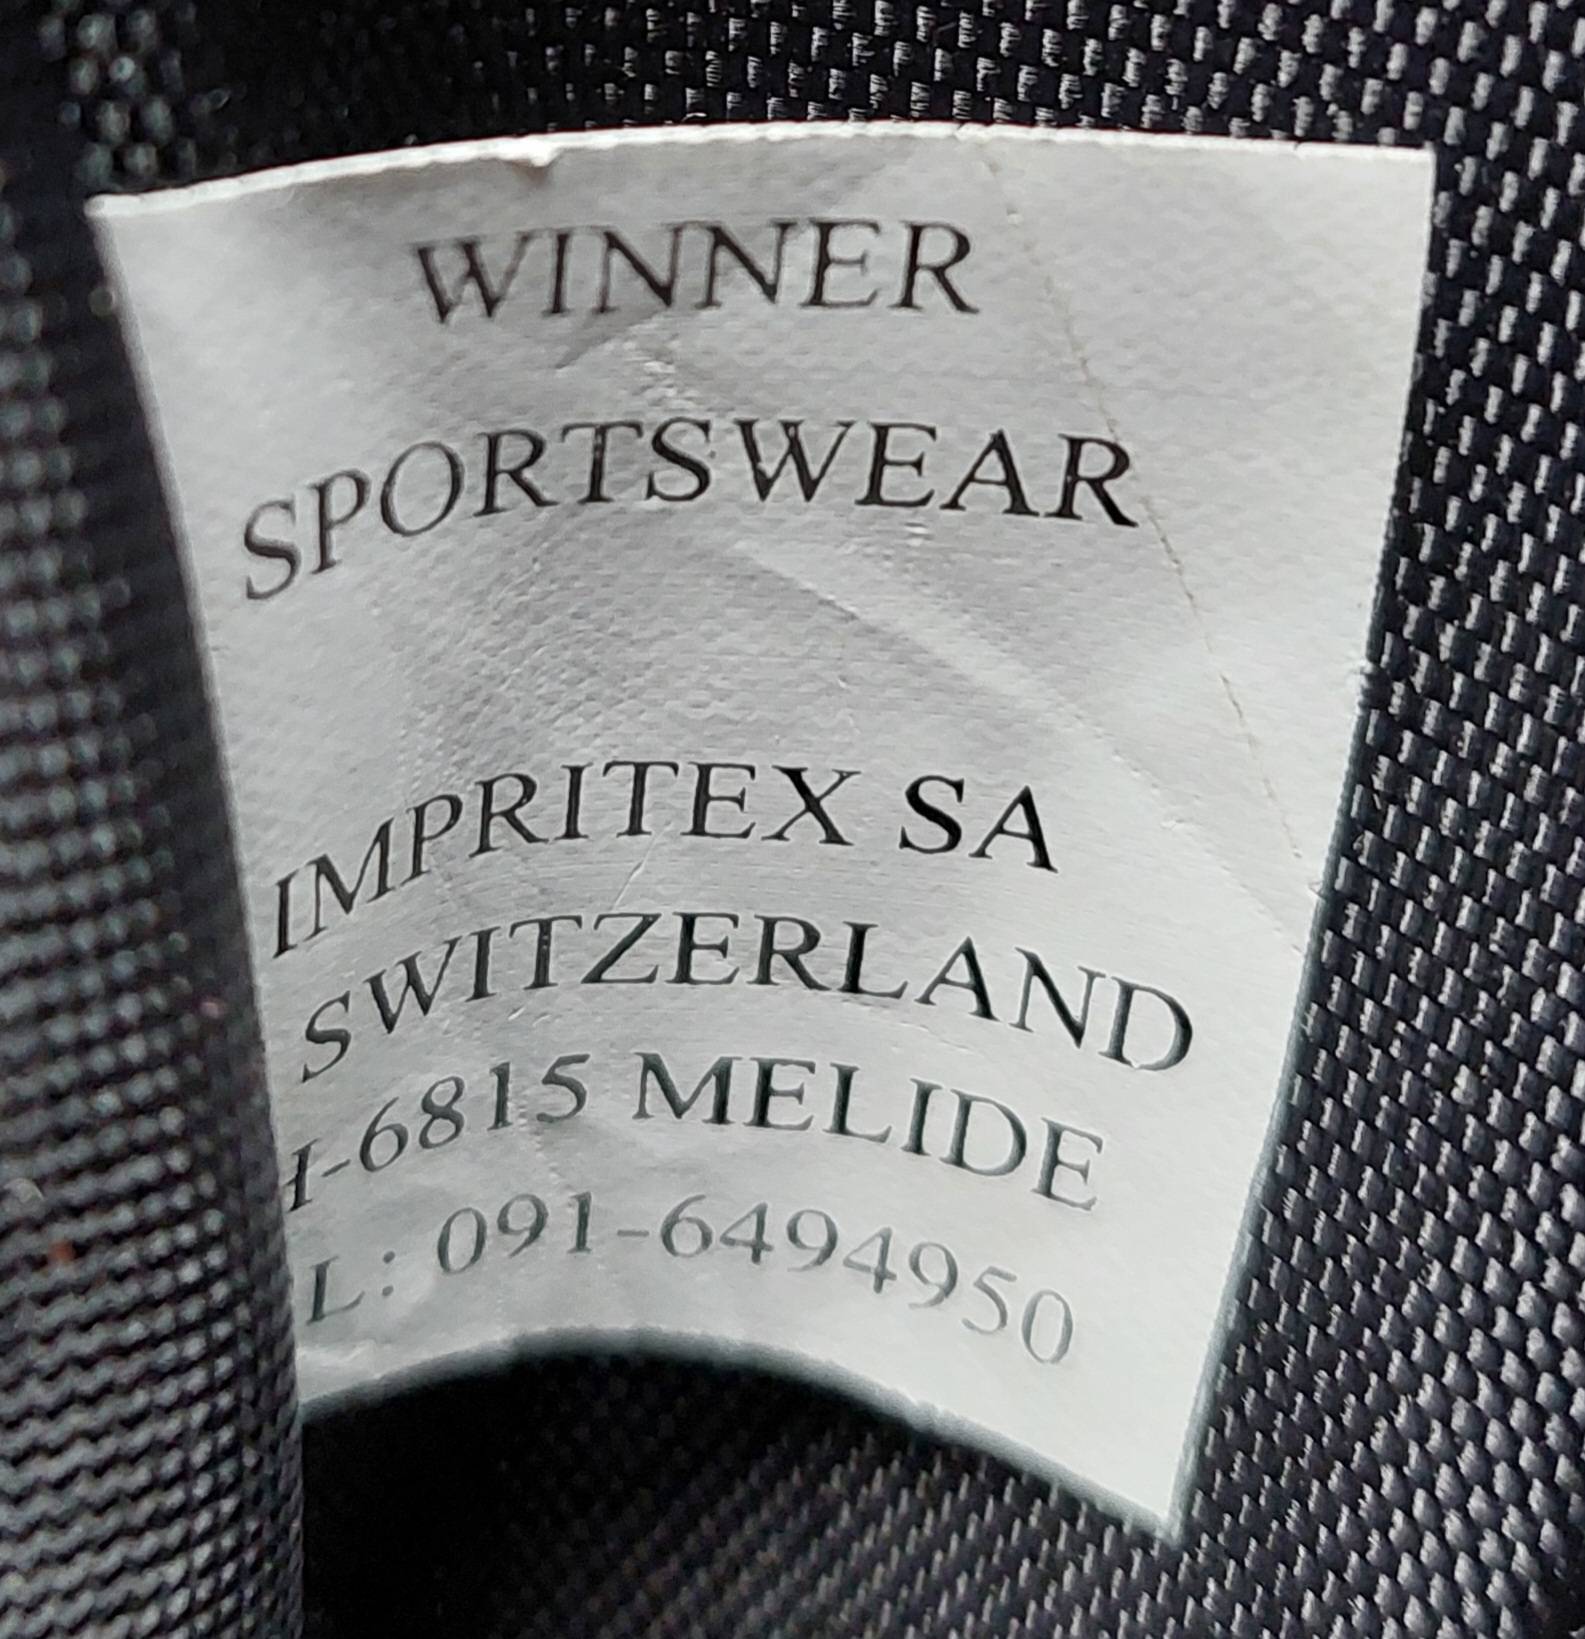 WINNER
SPORTSWEAR
IMPRITEX SA
SWITZERLAND
H-6815 MELIDE
L: 091-6494950